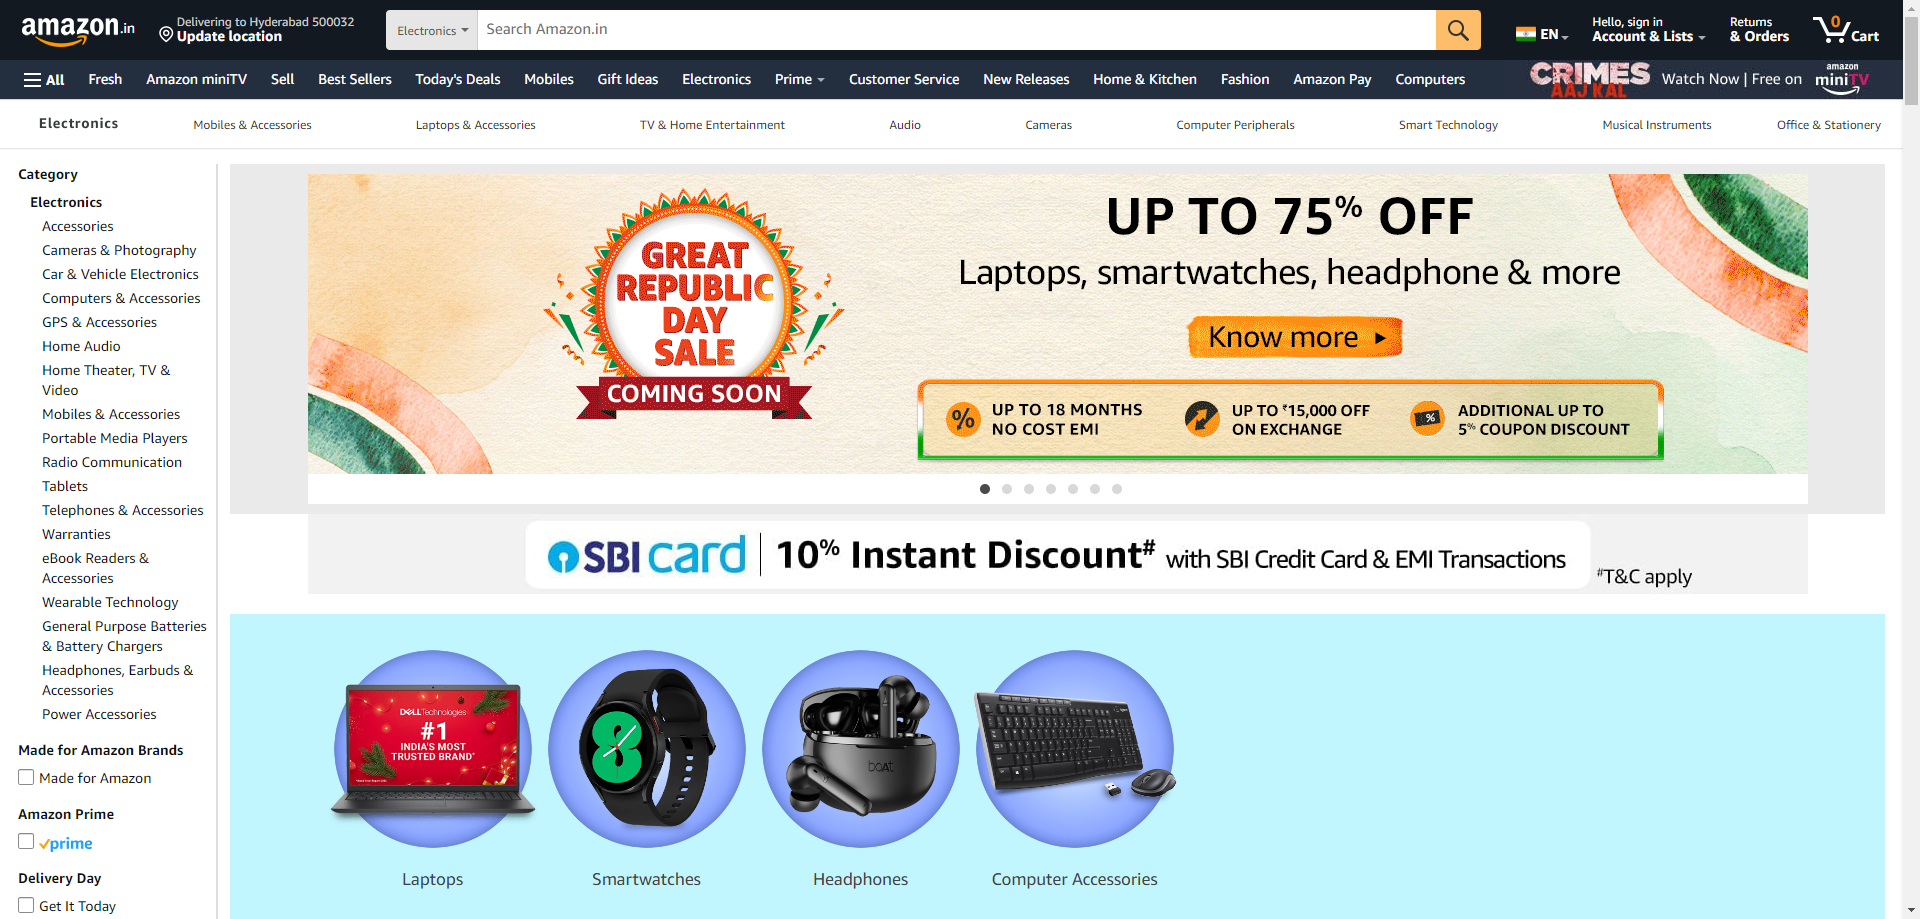 amazon.in
Delivering to Hyderabad 500032
Update location
Electronics
Search Amazon.in
EN
Hello, sign in
Account & Lists
Returns
& Orders
0
Cart
All
Fresh
Amazon miniTV
Sell
Best Sellers
Today's Deals
Mobiles
Gift Ideas
Electronics
Prime
Customer Service
New Releases
Home & Kitchen
Fashion
Amazon Pay
Computers
CRIMES
AAJ KAL
Watch Now | Free on
amazon
miniTV
Electronics
Mobiles & Accessories
Laptops & Accessories
TV & Home Entertainment
Audio
Cameras
Computer Peripherals
Smart Technology
Musical Instruments
Office & Stationery
Category
Electronics
Accessories
Cameras & Photography
Car & Vehicle Electronics
Computers & Accessories
GPS & Accessories
Home Audio
Home Theater, TV &
Video
Mobiles & Accessories
Portable Media Players
Radio Communication
Tablets
Telephones & Accessories
Warranties
eBook Readers &
Accessories
Wearable Technology
General Purpose Batteries
& Battery Chargers
Headphones, Earbuds &
Accessories
Power Accessories
Made for Amazon Brands
Made for Amazon
Amazon Prime
prime
Delivery Day
Get It Today
GREAT
REPUBLIC
DAY
SALE
COMING SOON
UP TO 75% OFF
Laptops, smartwatches, headphone & more
Know more
% UP TO 18 MONTHS
NO COST EMI
UP TO ₹15,000 OFF
ON EXCHANGE
% ADDITIONAL UP TO
5% COUPON DISCOUNT
SBI card
10% Instant Discount# with SBI Credit Card & EMI Transactions
#T&C apply
DELL Technologies
#1
INDIA'S MOST
TRUSTED BRAND*
8
boAt
Laptops
Smartwatches
Headphones
Computer Accessories